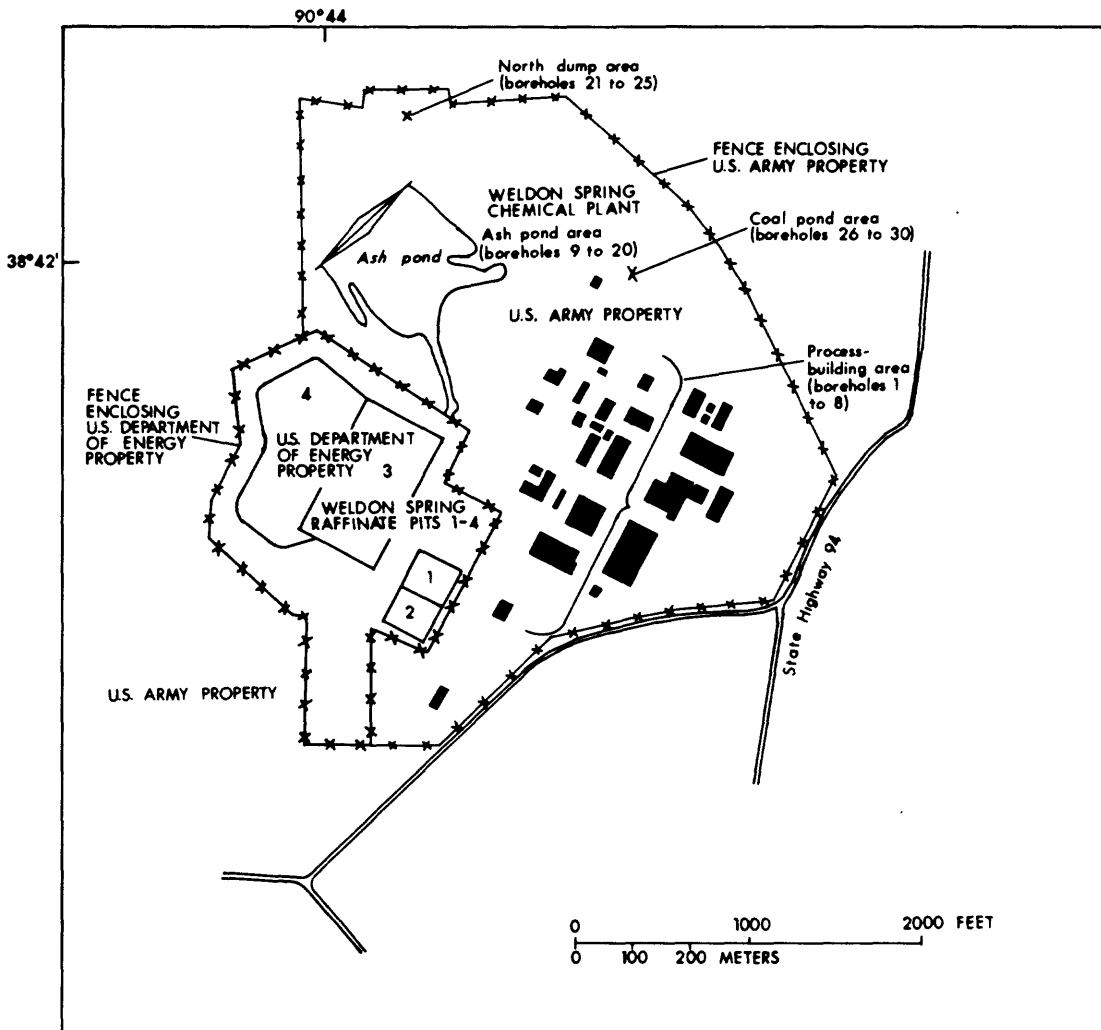 90°44
North dump area
(boreholes 21 to 25)
FENCE ENCLOSING
U.S. ARMY PROPERTY
WELDON SPRING
CHEMICAL PLANT
Ash pond area
(boreholes 9 to 20)
Coal pond area
(boreholes 26 to 30)
Ash pond
38°42'
U.S. ARMY PROPERTY
Process-
building area
(boreholes 1
to 8)
FENCE
ENCLOSING
U.S. DEPARTMENT
OF ENERGY
PROPERTY
4
U.S. DEPARTMENT
OF ENERGY
PROPERTY 3
WELDON SPRING
RAFFINATE PITS 1-4
1
2
State Highway 94
U.S. ARMY PROPERTY
0 1000 2000 FEET
0 100 200 METERS